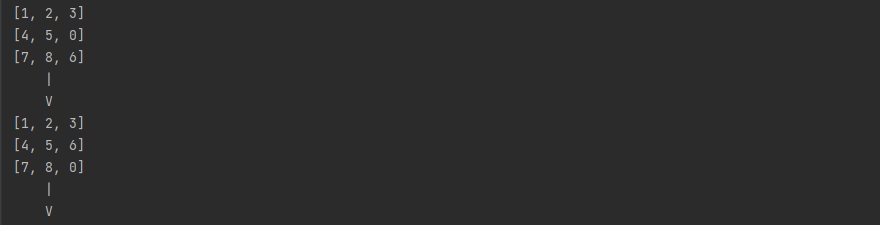 [1, 2, 3]
[4, 5, 0]
[7, 8, 6]
    |
    V
[1, 2, 3]
[4, 5, 6]
[7, 8, 0]
    |
    V